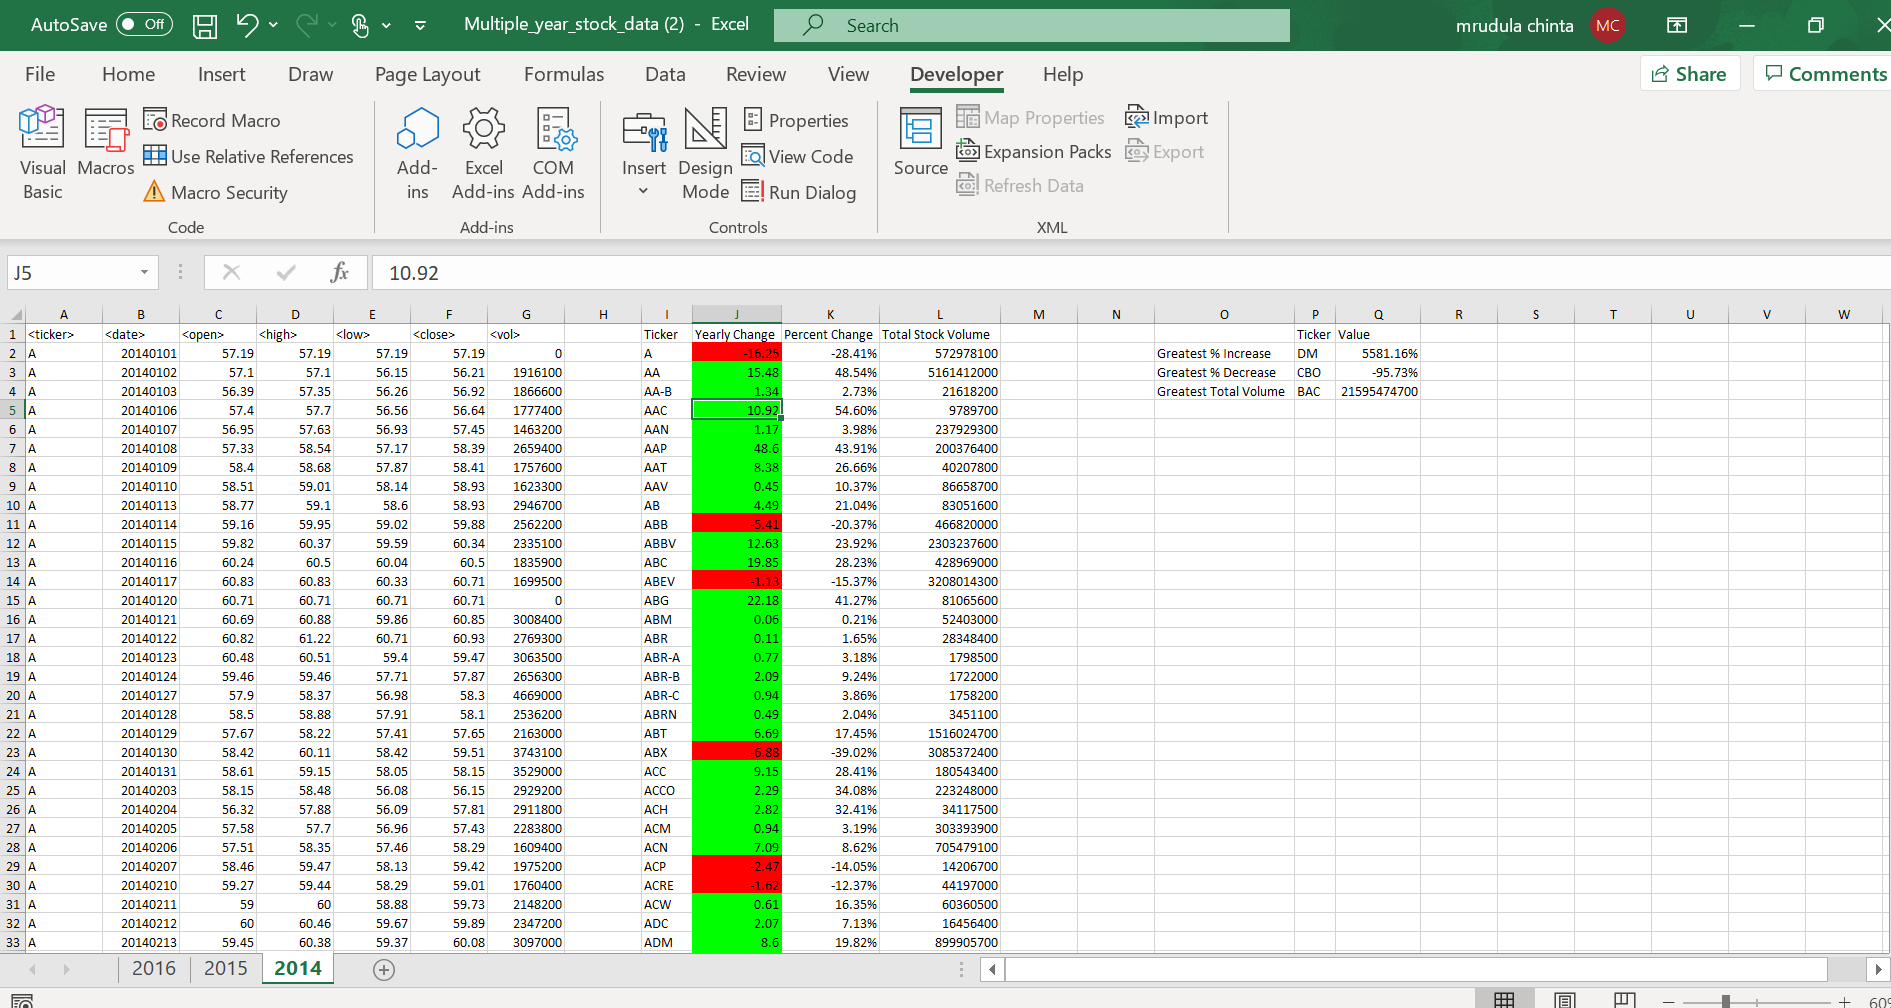 AutoSave Off Multiple_year_stock_data (2) - Excel Search mrudula chinta MC
File Home Insert Draw Page Layout Formulas Data Review View Developer Help Share Comments
Visual Basic
Macros
Record Macro
Use Relative References
Macro Security
Code
Add-ins
Excel Add-ins
COM Add-ins
Add-ins
Insert
Design Mode
Properties
View Code
Run Dialog
Controls
Source
Map Properties
Expansion Packs
Refresh Data
Import
Export
XML
J5 fx 10.92
A B C D E F G H I J K L M N O P Q R S T U V W
1 <ticker> <date> <open> <high> <low> <close> <vol> Ticker Yearly Change Percent Change Total Stock Volume Ticker Value
2 A 20140101 57.19 57.19 57.19 57.19 0 A -16.25 -28.41% 572978100 Greatest % Increase DM 5581.16%
3 A 20140102 57.1 57.1 56.15 56.21 1916100 AA 15.48 48.54% 5161412000 Greatest % Decrease CBO -95.73%
4 A 20140103 56.39 57.35 56.26 56.92 1866600 AA-B 1.34 2.73% 21618200 Greatest Total Volume BAC 21595474700
5 A 20140106 57.4 57.7 56.56 56.64 1777400 AAC 10.92 54.60% 9789700
6 A 20140107 56.95 57.63 56.93 57.45 1463200 AAN 1.17 3.98% 237929300
7 A 20140108 57.33 58.54 57.17 58.39 2659400 AAP 48.6 43.91% 200376400
8 A 20140109 58.4 58.68 57.87 58.41 1757600 AAT 8.38 26.66% 40207800
9 A 20140110 58.51 59.01 58.14 58.93 1623300 AAV 0.45 10.37% 86658700
10 A 20140113 58.77 59.1 58.6 58.93 2946700 AB 4.49 21.04% 83051600
11 A 20140114 59.16 59.95 59.02 59.88 2562200 ABB -5.41 -20.37% 466820000
12 A 20140115 59.82 60.37 59.59 60.34 2335100 ABBV 12.63 23.92% 2303237600
13 A 20140116 60.24 60.5 60.04 60.5 1835900 ABC 19.85 28.23% 428969000
14 A 20140117 60.83 60.83 60.33 60.71 1699500 ABEV -1.13 -15.37% 3208014300
15 A 20140120 60.71 60.71 60.71 60.71 0 ABG 22.18 41.27% 81065600
16 A 20140121 60.69 60.88 59.86 60.85 3008400 ABM 0.06 0.21% 52403000
17 A 20140122 60.82 61.22 60.71 60.93 2769300 ABR 0.11 1.65% 28348400
18 A 20140123 60.48 60.51 59.4 59.47 3063500 ABR-A 0.77 3.18% 1798500
19 A 20140124 59.46 59.46 57.71 57.87 2656300 ABR-B 2.09 9.24% 1722000
20 A 20140127 57.9 58.37 56.98 58.3 4669000 ABR-C 0.94 3.86% 1758200
21 A 20140128 58.5 58.88 57.91 58.1 2536200 ABRN 0.49 2.04% 3451100
22 A 20140129 57.67 58.22 57.41 57.65 2163000 ABT 6.69 17.45% 1516024700
23 A 20140130 58.42 60.11 58.42 59.51 3743100 ABX -6.88 -39.02% 3085372400
24 A 20140131 58.61 59.15 58.05 58.15 3529000 ACC 9.15 28.41% 180543400
25 A 20140203 58.15 58.48 56.08 56.15 2929200 ACCO 2.29 34.08% 223248000
26 A 20140204 56.32 57.88 56.09 57.81 2911800 ACH 2.82 32.41% 34117500
27 A 20140205 57.58 57.7 56.96 57.43 2283800 ACM 0.94 3.19% 303393900
28 A 20140206 57.51 58.35 57.46 58.29 1609400 ACN 7.09 8.62% 705479100
29 A 20140207 58.46 59.47 58.13 59.42 1975200 ACP -2.47 -14.05% 14206700
30 A 20140210 59.27 59.44 58.29 59.01 1760400 ACRE -1.62 -12.37% 44197000
31 A 20140211 59 60 58.88 59.73 2148200 ACW 0.61 16.35% 60360500
32 A 20140212 60 60.46 59.67 59.89 2347200 ADC 2.07 7.13% 16456400
33 A 20140213 59.45 60.38 59.37 60.08 3097000 ADM 8.6 19.82% 899905700
2016 2015 2014